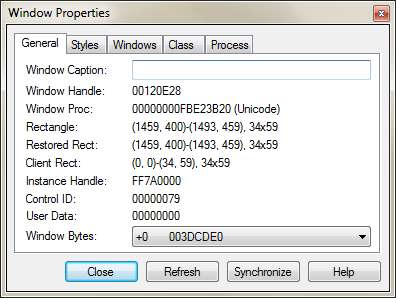 Window Properties
General Styles Windows Class Process
Window Caption:
Window Handle: 00120E28
Window Proc: 00000000FBE23B20 (Unicode)
Rectangle: (1459, 400)-(1493, 459), 34x59
Restored Rect: (1459, 400)-(1493, 459), 34x59
Client Rect: (0, 0)-(34, 59), 34x59
Instance Handle: FF7A0000
Control ID: 00000079
User Data: 00000000
Window Bytes: +0 003DCDE0
Close Refresh Synchronize Help